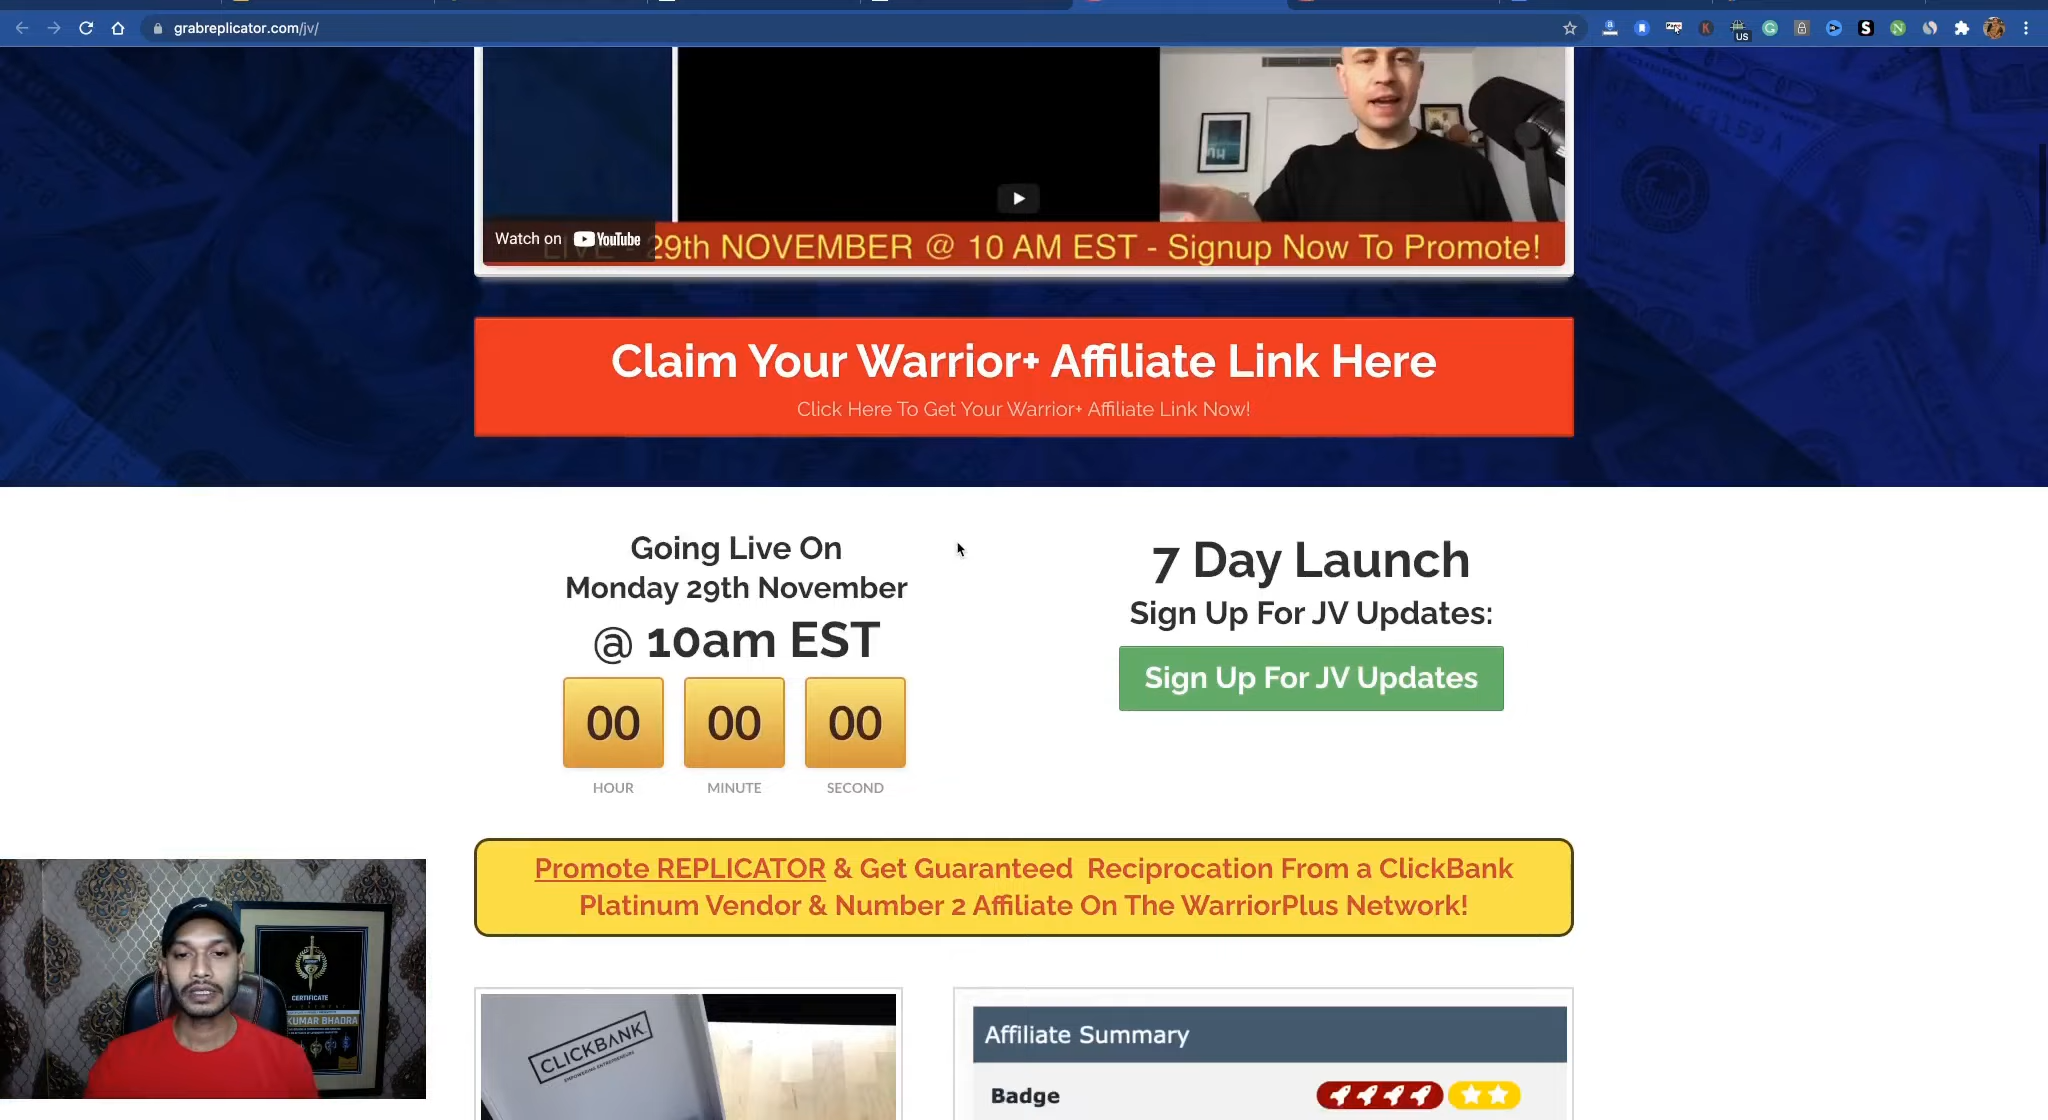 grabreplicator.com/jv/
US
Watch on YouTube
29th NOVEMBER @ 10 AM EST - Signup Now To Promote!
Claim Your Warrior+ Affiliate Link Here
Click Here To Get Your Warrior+ Affiliate Link Now!
Going Live On
Monday 29th November
@ 10am EST
00 00 00
HOUR MINUTE SECOND
7 Day Launch
Sign Up For JV Updates:
Sign Up For JV Updates
Promote REPLICATOR & Get Guaranteed Reciprocation From a ClickBank
Platinum Vendor & Number 2 Affiliate On The WarriorPlus Network!
CERTIFICATE
KUMAR BHADRA
CLICKBANK
Affiliate Summary
Badge